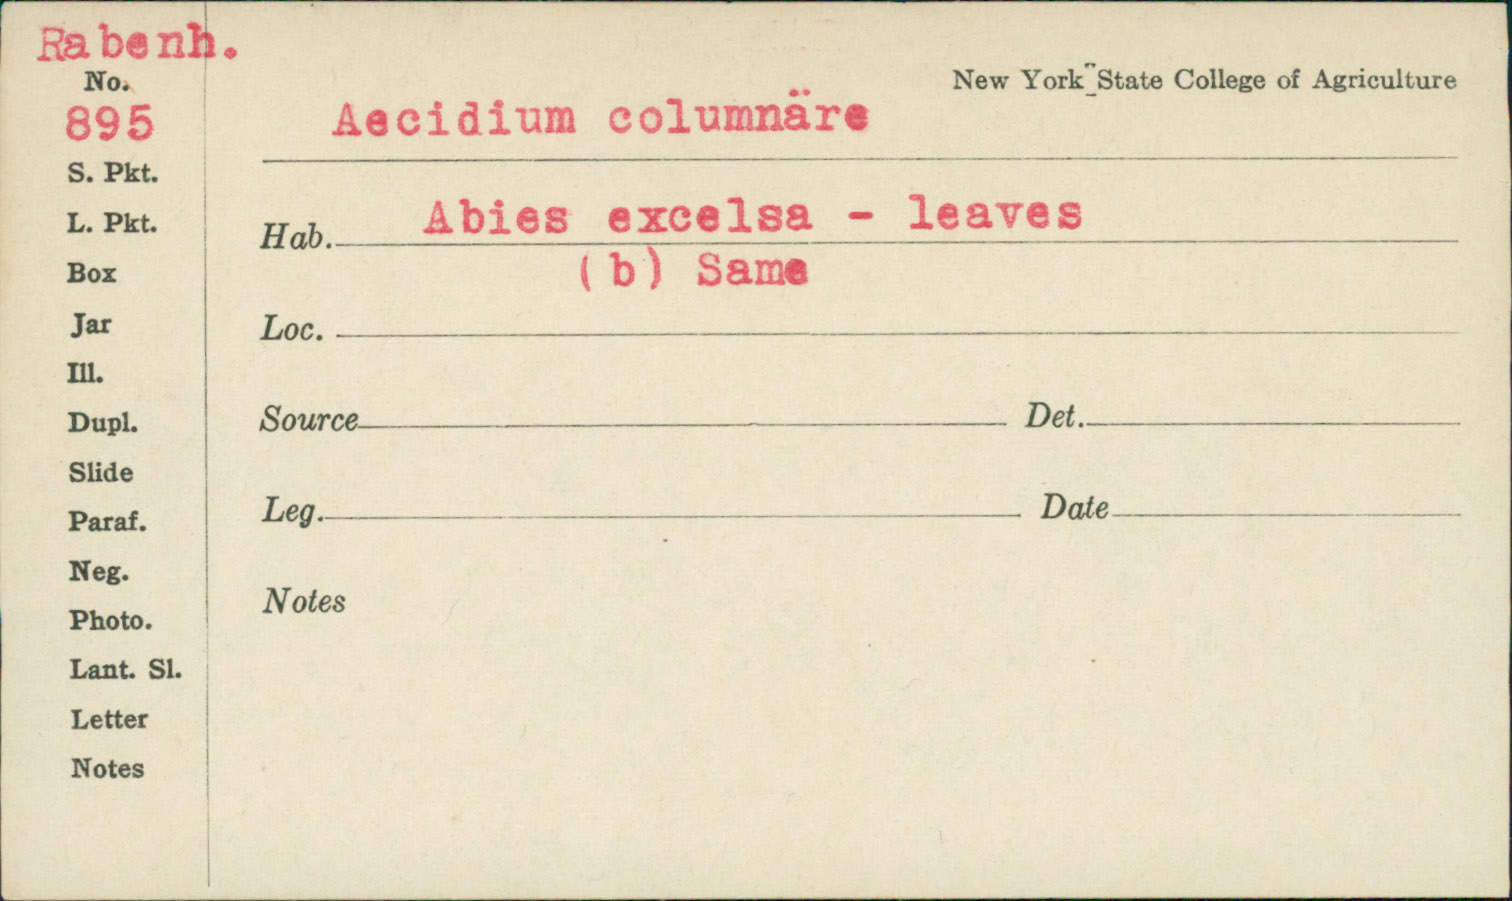 Rabenh.
No.
895
New York State College of Agriculture
Aecidium columnäre
Hab. Abies excelsa - leaves
(b) Same
Loc.
Source Det.
Leg. Date
Notes
S. Pkt.
L. Pkt.
Box
Jar
Ill.
Dupl.
Slide
Paraf.
Neg.
Photo.
Lant. Sl.
Letter
Notes